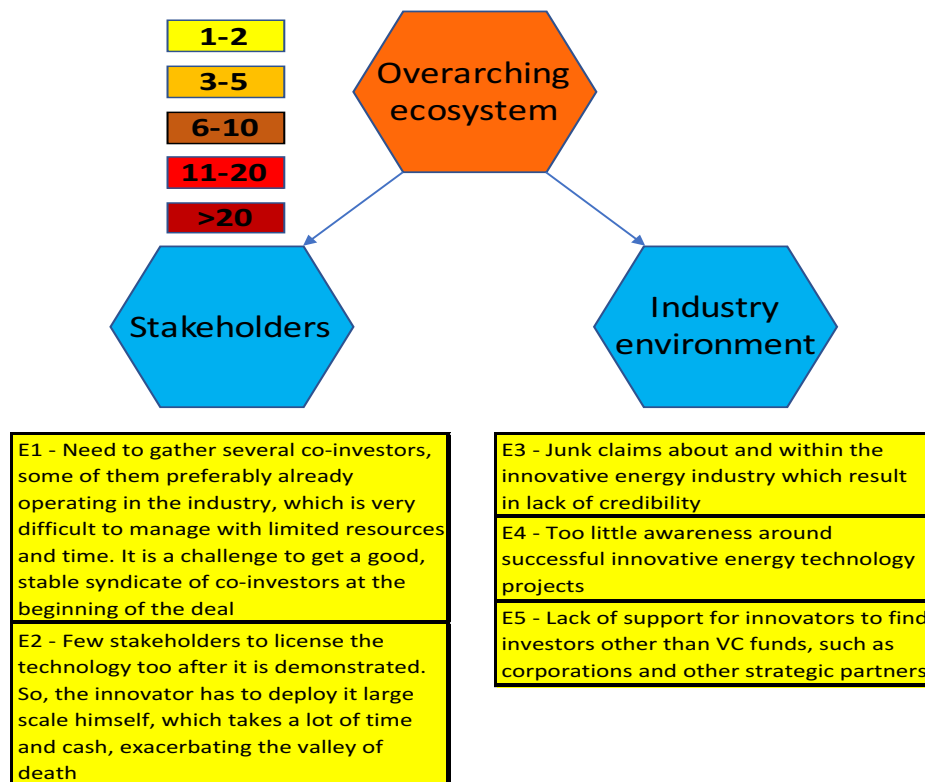 1-2
3-5
6-10
11-20
>20
Overarching
ecosystem
Stakeholders
Industry
environment
E1 - Need to gather several co-investors,
some of them preferably already
operating in the industry, which is very
difficult to manage with limited resources
and time. It is a challenge to get a good,
stable syndicate of co-investors at the
beginning of the deal
E2 - Few stakeholders to license the
technology too after it is demonstrated.
So, the innovator has to deploy it large
scale himself, which takes a lot of time
and cash, exacerbating the valley of
death
E3 - Junk claims about and within the
innovative energy industry which result
in lack of credibility
E4 - Too little awareness around
successful innovative energy technology
projects
E5 - Lack of support for innovators to find
investors other than VC funds, such as
corporations and other strategic partners